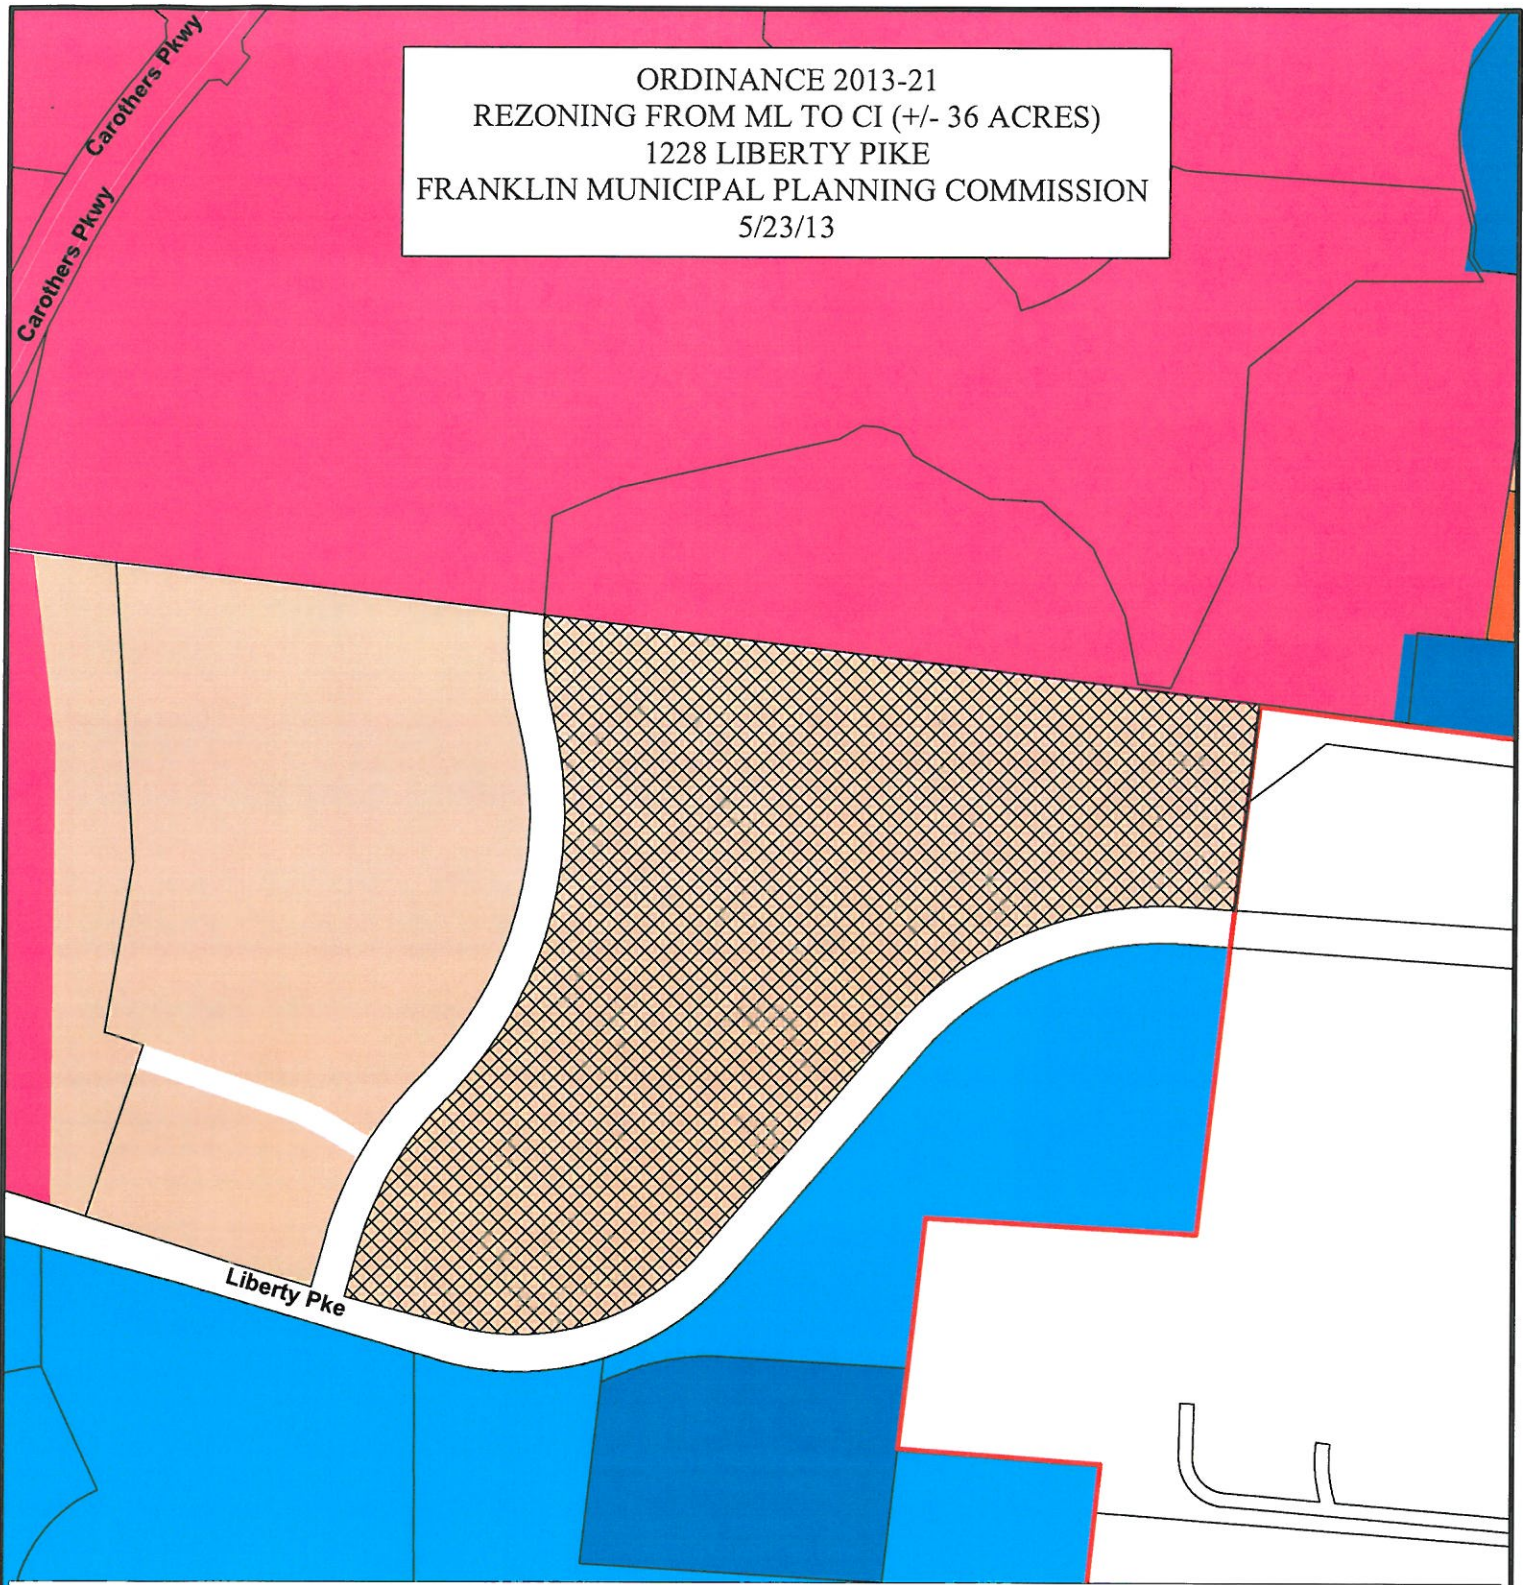 Carothers Pkwy
Carothers Pkwy
ORDINANCE 2013-21
REZONING FROM ML TO CI (+/- 36 ACRES)
1228 LIBERTY PIKE
FRANKLIN MUNICIPAL PLANNING COMMISSION
5/23/13
Liberty Pke